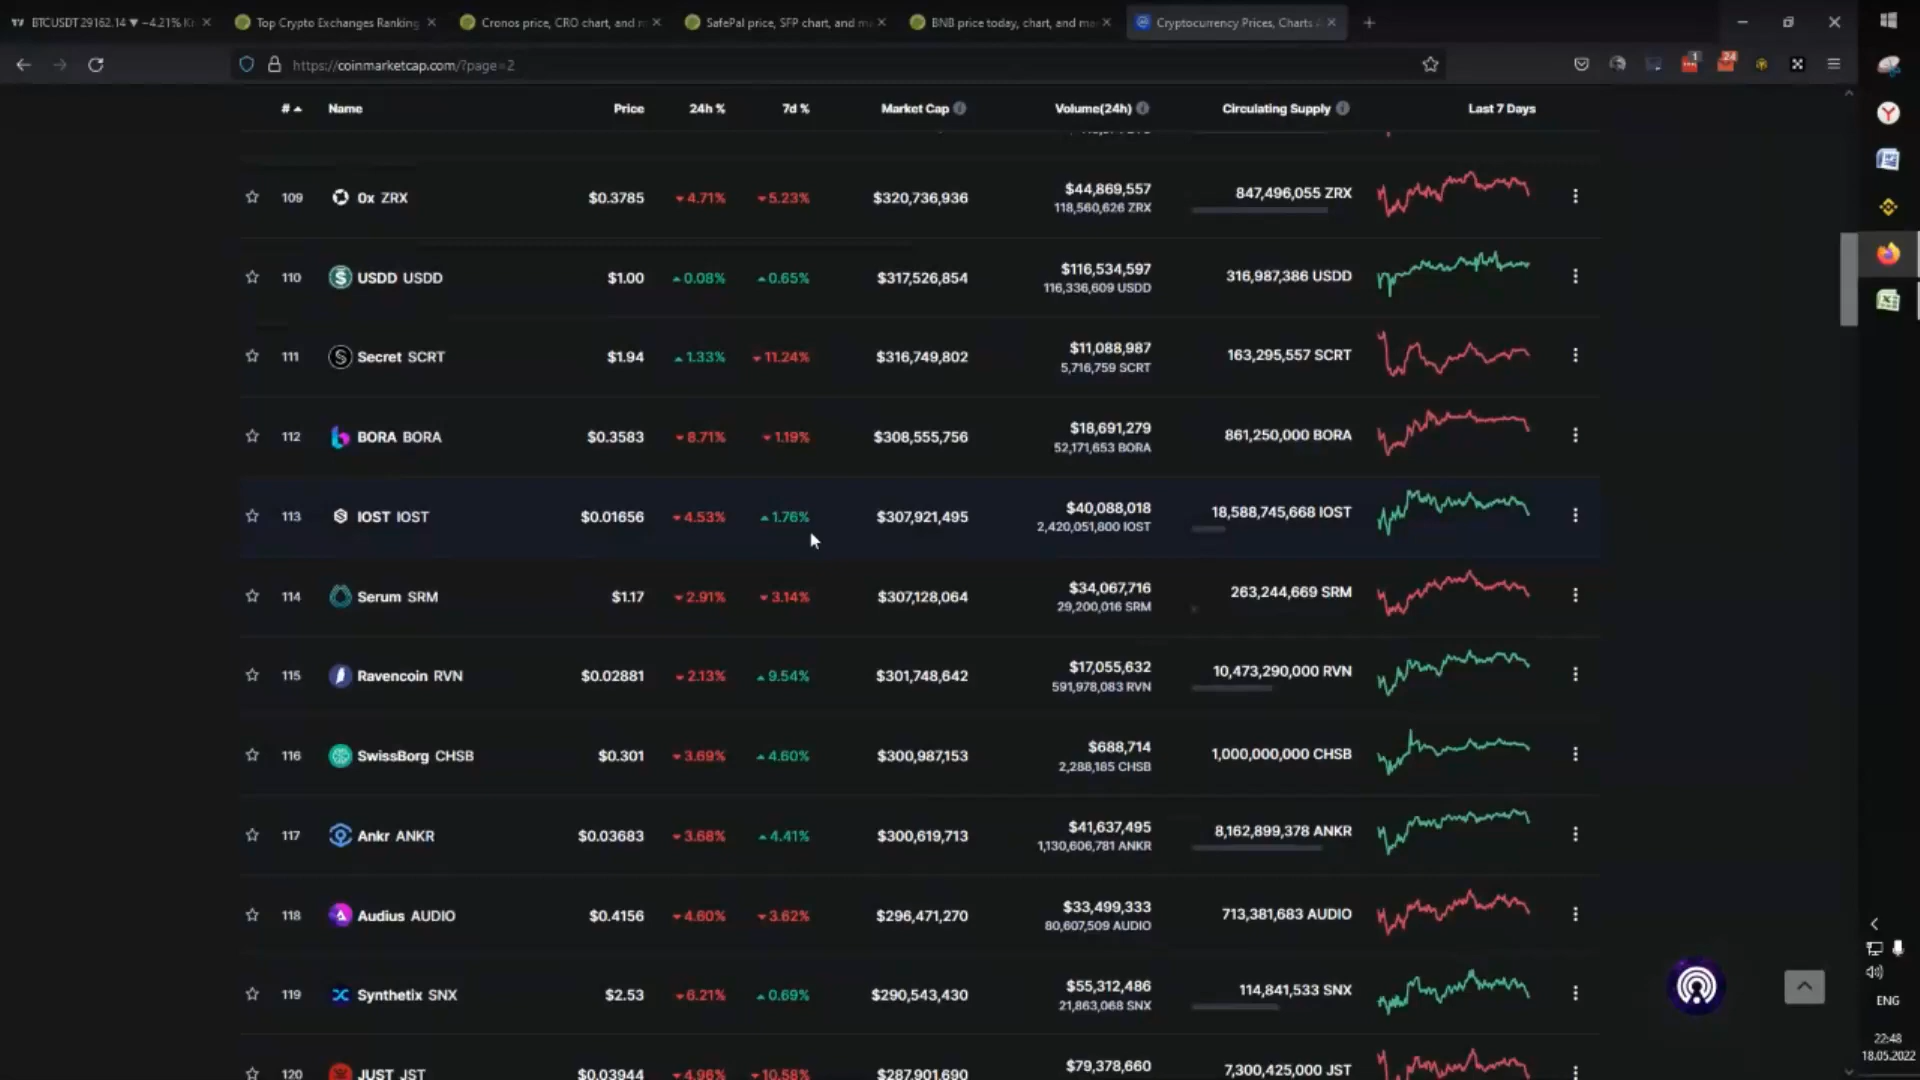 BTCUSDT 29162.14 ▼ −4.21%
Top Crypto Exchanges Ranking
Cronos price, CRO chart, and m
SafePal price, SFP chart, and ma
BNB price today, chart, and ma
Cryptocurrency Prices, Charts
https://coinmarketcap.com/?page=2
1
24
# Name Price 24h % 7d % Market Cap Volume(24h) Circulating Supply Last 7 Days
109 0x ZRX $0.3785 4.71% 5.23% $320,736,936 $44,869,557 847,496,055 ZRX
118,560,626 ZRX
110 USDD USDD $1.00 0.08% 0.65% $317,526,854 $116,534,597 316,987,386 USDD
116,336,609 USDD
111 Secret SCRT $1.94 1.33% 11.24% $316,749,802 $11,088,987 163,295,557 SCRT
5,716,759 SCRT
112 BORA BORA $0.3583 8.71% 1.19% $308,555,756 $18,691,279 861,250,000 BORA
52,171,653 BORA
113 IOST IOST $0.01656 4.53% 1.76% $307,921,495 $40,088,018 18,588,745,668 IOST
2,420,051,800 IOST
114 Serum SRM $1.17 2.91% 3.14% $307,128,064 $34,067,716 263,244,669 SRM
29,200,016 SRM
115 Ravencoin RVN $0.02881 2.13% 9.54% $301,748,642 $17,055,632 10,473,290,000 RVN
591,978,083 RVN
116 SwissBorg CHSB $0.301 3.69% 4.60% $300,987,153 $688,714 1,000,000,000 CHSB
2,288,185 CHSB
117 Ankr ANKR $0.03683 3.68% 4.41% $300,619,713 $41,637,495 8,162,899,378 ANKR
1,130,606,781 ANKR
118 Audius AUDIO $0.4156 4.60% 3.62% $296,471,270 $33,499,333 713,381,683 AUDIO
80,607,509 AUDIO
119 Synthetix SNX $2.53 6.21% 0.69% $290,543,430 $55,312,486 114,841,533 SNX
21,863,068 SNX
120 JUST JST $0.03944 4.96% 10.58% $287,901,690 $79,378,660 7,300,425,000 JST
ENG
22:48
18.05.2022